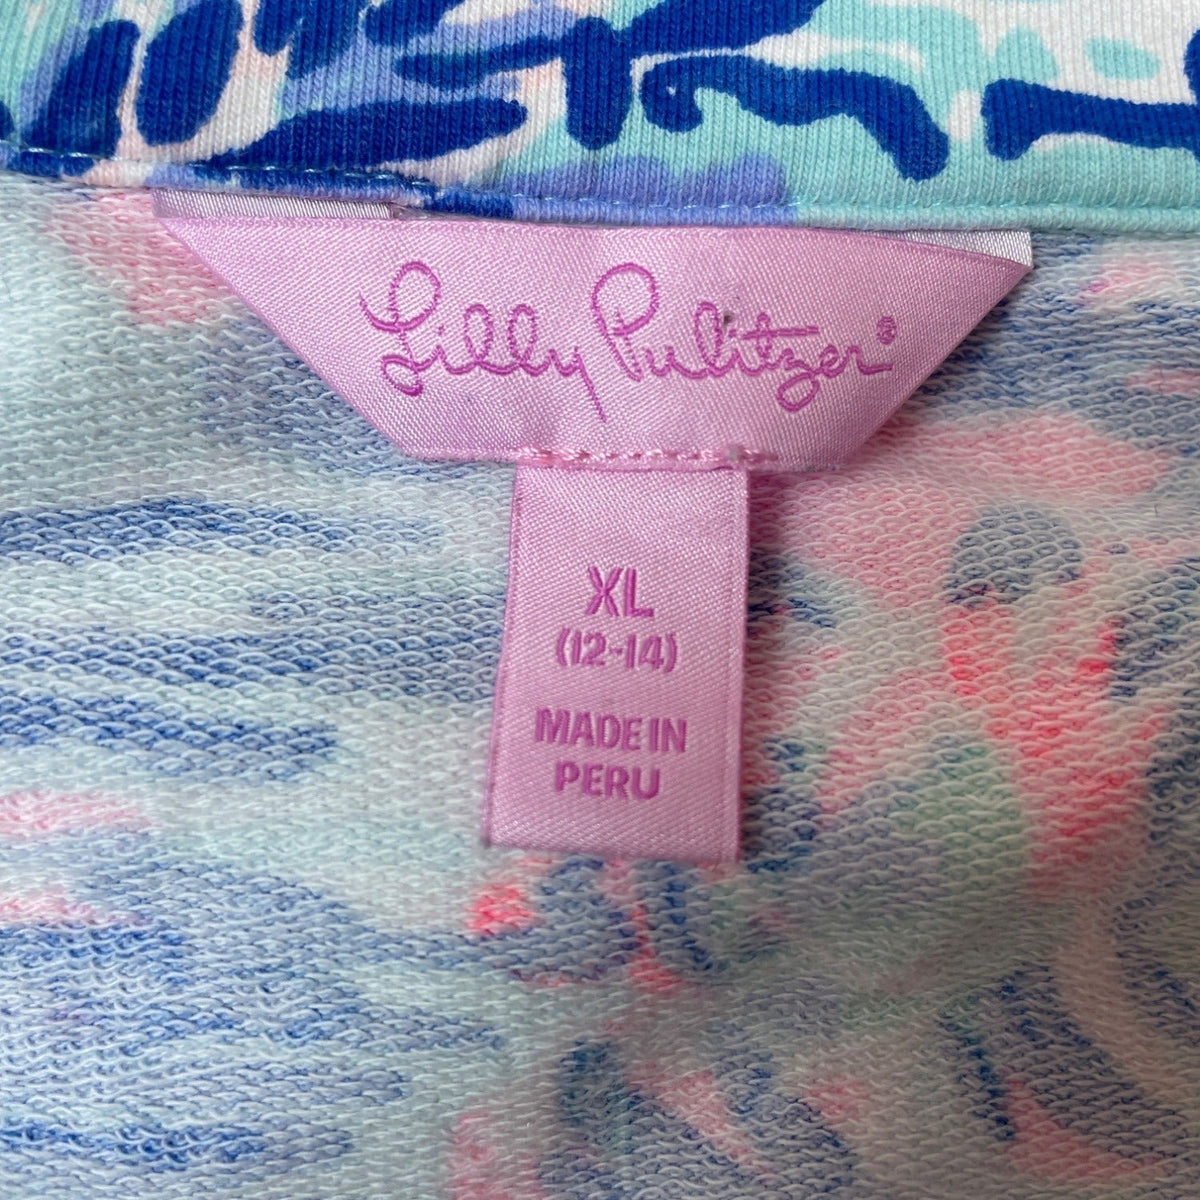 Lilly Pulitzer®
XL
(12-14)
MADE IN
PERU